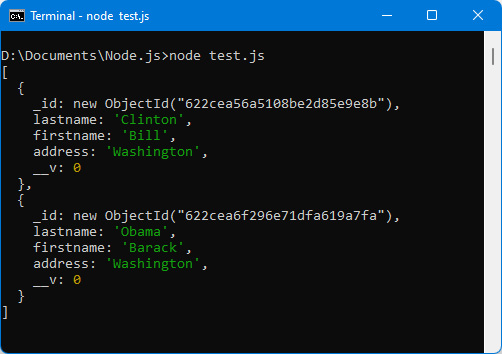 Terminal - node test.js
D:\Documents\Node.js>node test.js
[
  {
    _id: new ObjectId("622cea56a5108be2d85e9e8b"),
    lastname: 'Clinton',
    firstname: 'Bill',
    address: 'Washington',
    __v: 0
  },
  {
    _id: new ObjectId("622cea6f296e71dfa619a7fa"),
    lastname: 'Obama',
    firstname: 'Barack',
    address: 'Washington',
    __v: 0
  }
]